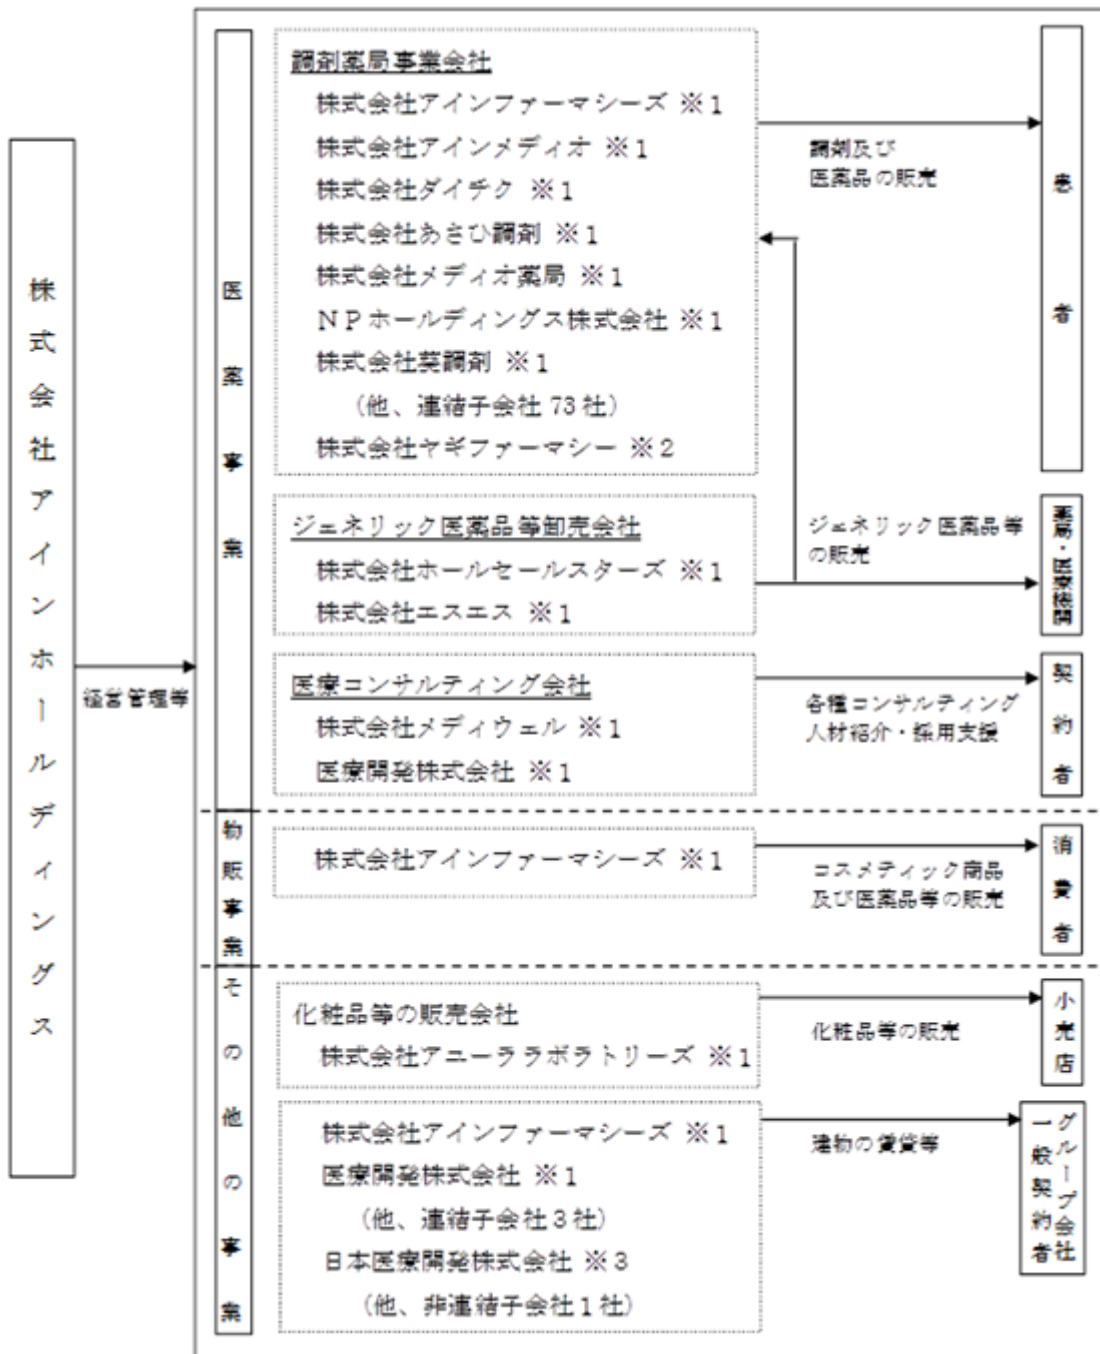 株式会社アインホールディングス
経営管理等
医薬事業
調剤薬局事業会社
株式会社アインファーマシーズ ※1
株式会社アインメディオ ※1
株式会社ダイチク ※1
株式会社あさひ調剤 ※1
株式会社メディオ薬局 ※1
NPホールディングス株式会社 ※1
株式会社葵調剤 ※1
(他、連結子会社73社)
株式会社ヤギファーマシー ※2
調剤及び
医薬品の販売
患者
ジェネリック医薬品等卸売会社
株式会社ホールセールスターズ ※1
株式会社エスエス ※1
ジェネリック医薬品等
の販売
薬局・医療機関
医療コンサルティング会社
株式会社メディウェル ※1
医療開発株式会社 ※1
各種コンサルティング
人材紹介・採用支援
契約者
物販事業
株式会社アインファーマシーズ ※1
コスメティック商品
及び医薬品等の販売
消費者
その他の事業
化粧品等の販売会社
株式会社アユーララボラトリーズ ※1
化粧品等の販売
小売店
株式会社アインファーマシーズ ※1
医療開発株式会社 ※1
(他、連結子会社3社)
日本医療開発株式会社 ※3
(他、非連結子会社1社)
建物の賃貸等
グループ会社
一般契約者